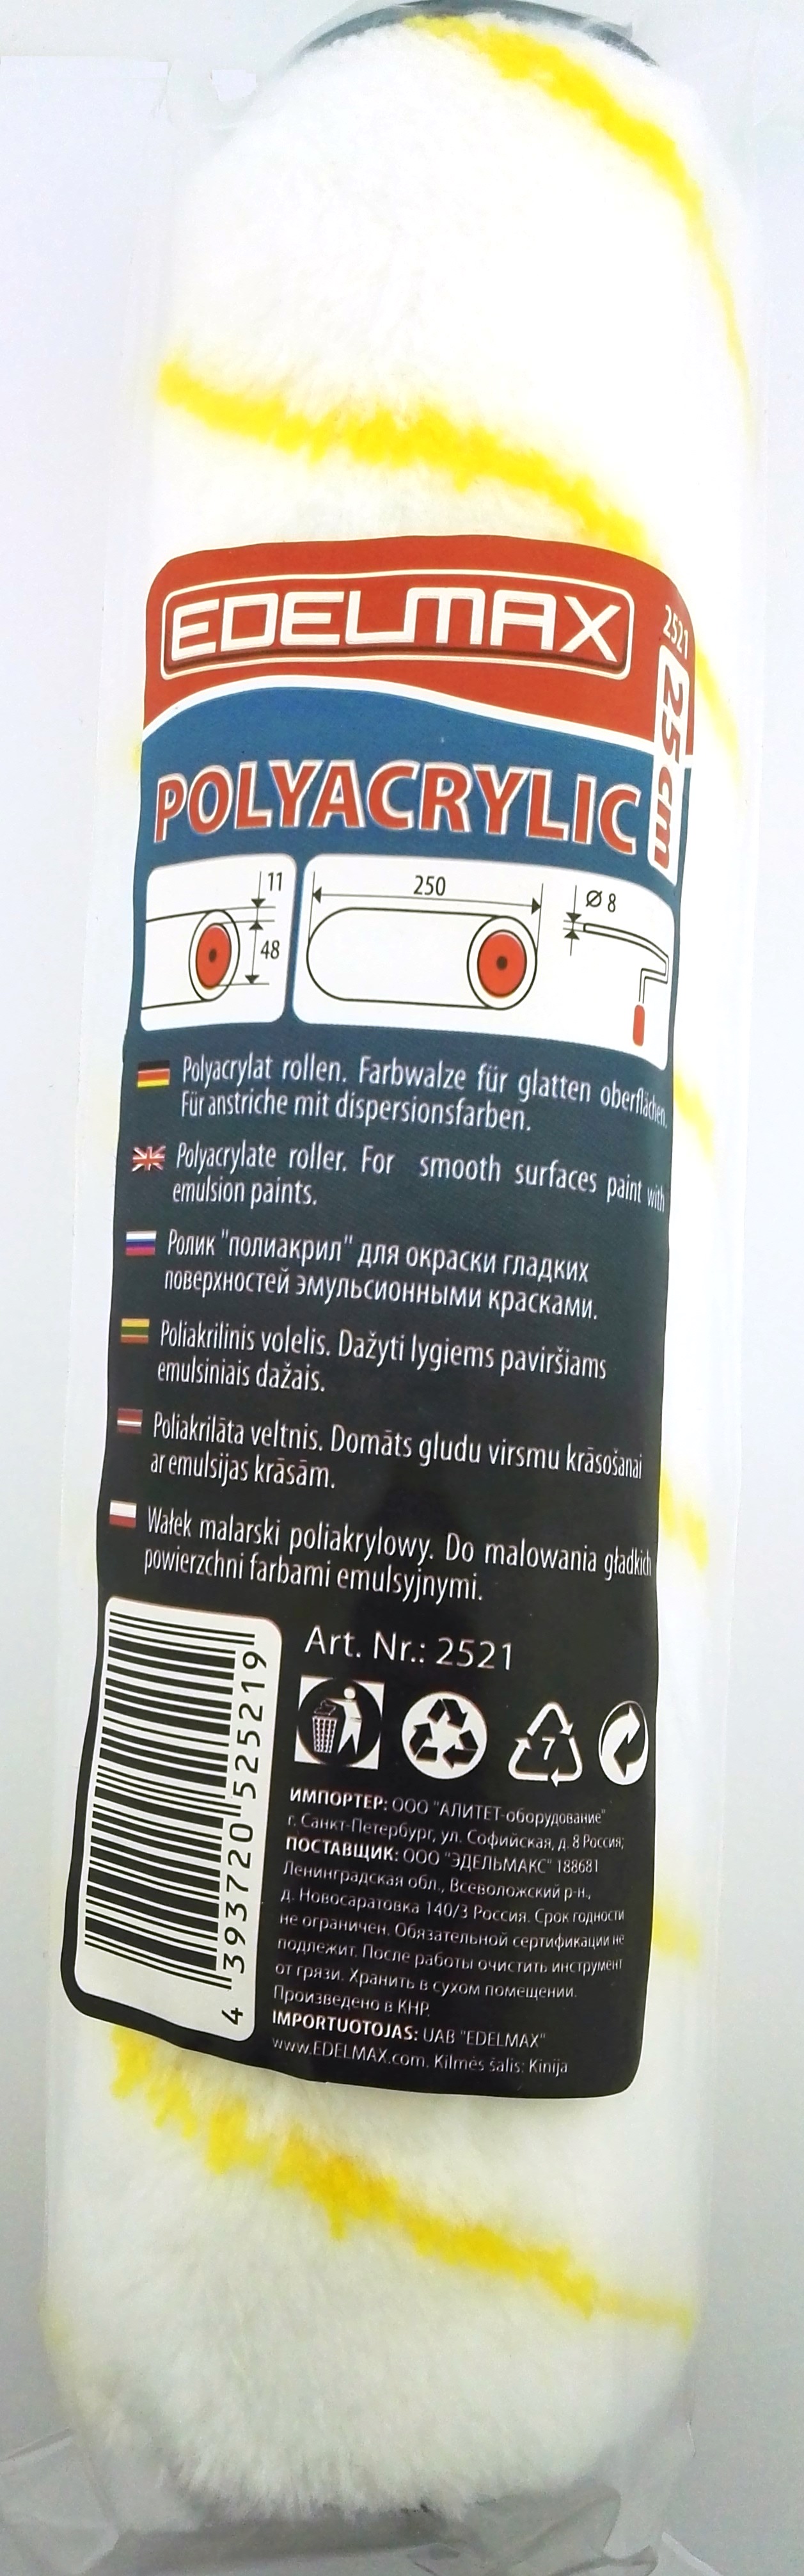 EDELMAX
2521
25 cm
POLYACRYLIC
11
48
250
Ø 8
Polyacrylat rollen. Farbwalze für glatten oberflächen.
Für anstriche mit dispersionsfarben.
Polyacrylate roller. For smooth surfaces paint with
emulsion paints.
Ролик "полиакрил" для окраски гладких
поверхностей эмульсионными красками.
Poliakrilinis volelis. Dažyti lygiems paviršiams
emulsiniais dažais.
Poliakrilāta veltnis. Domāts gludu virsmu krāsošanai
ar emulsijas krāsām.
Wałek malarski poliakrylowy. Do malowania gładkich
powierzchni farbami emulsyjnymi.
4 393720 525219
Art. Nr.: 2521
7
ИМПОРТЕР: ООО "АЛИТЕТ-оборудование"
г. Санкт-Петербург, ул. Софийская, д. 8 Россия;
ПОСТАВЩИК: ООО "ЭДЕЛЬМАКС" 188681
Ленинградская обл., Всеволожский р-н.,
д. Новосаратовка 140/3 Россия. Срок годности
не ограничен. Обязательной сертификации не
подлежит. После работы очистить инструмент
от грязи. Хранить в сухом помещении.
Произведено в КНР.
IMPORTUOTOJAS: UAB "EDELMAX"
www.EDELMAX.com. Kilmės šalis: Kinija